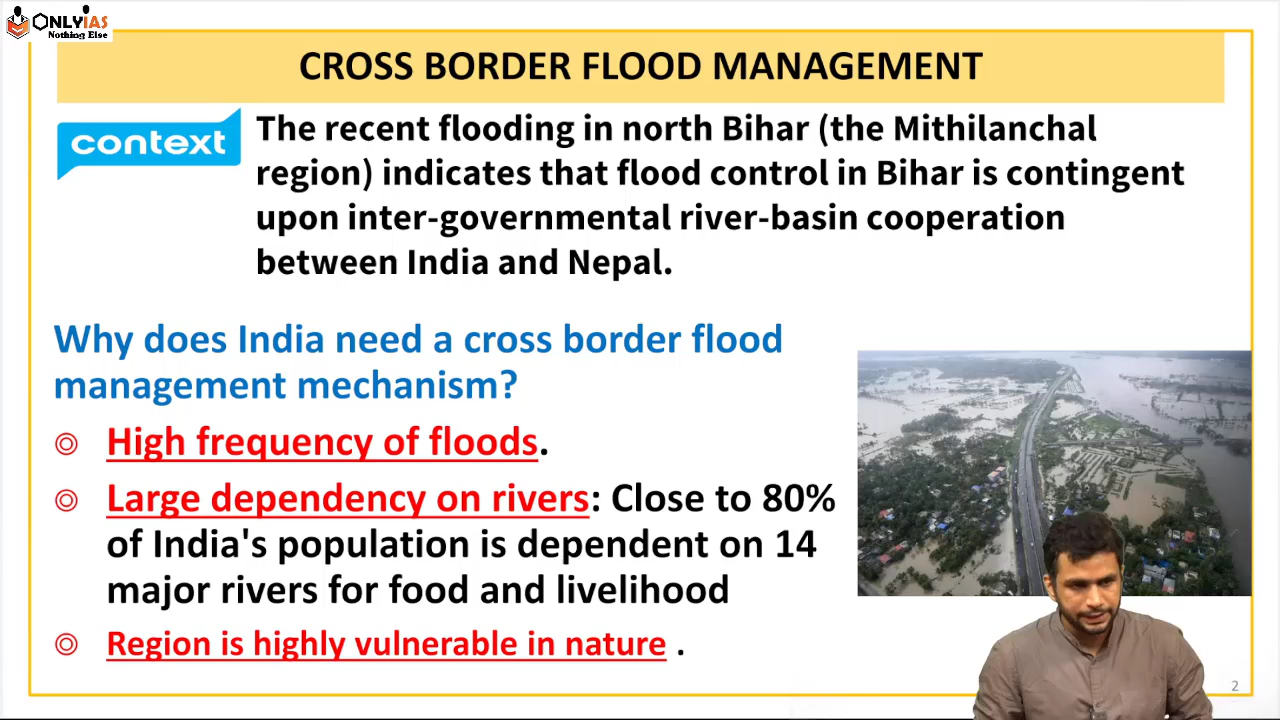 ONLYIAS
Nothing Else
CROSS BORDER FLOOD MANAGEMENT
context
The recent flooding in north Bihar (the Mithilanchal
region) indicates that flood control in Bihar is contingent
upon inter-governmental river-basin cooperation
between India and Nepal.
Why does India need a cross border flood
management mechanism?
High frequency of floods.
Large dependency on rivers: Close to 80%
of India's population is dependent on 14
major rivers for food and livelihood
Region is highly vulnerable in nature .
2